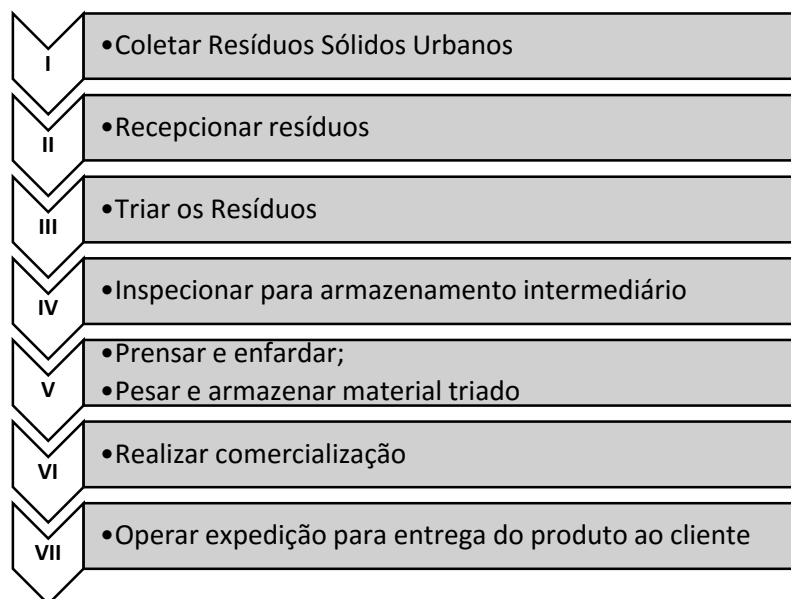 I
•Coletar Resíduos Sólidos Urbanos
II
•Recepcionar resíduos
III
•Triar os Resíduos
IV
•Inspecionar para armazenamento intermediário
V
•Prensar e enfardar;
•Pesar e armazenar material triado
VI
•Realizar comercialização
VII
•Operar expedição para entrega do produto ao cliente